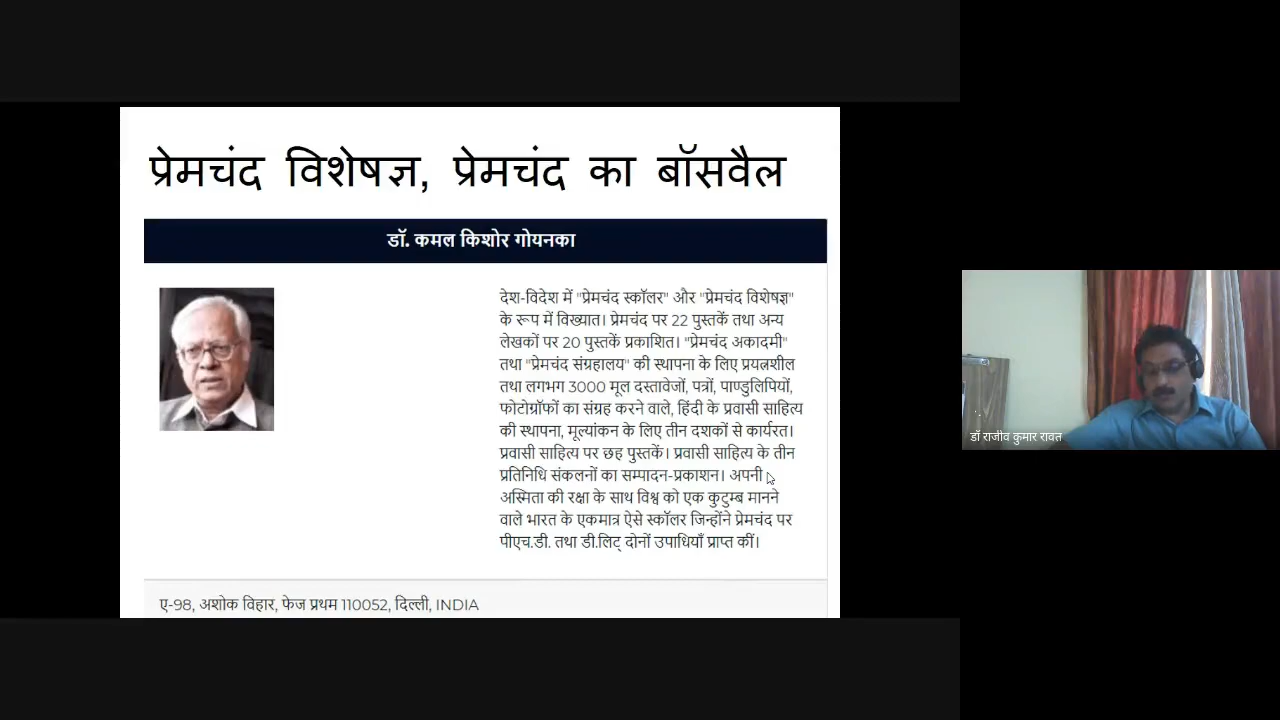 प्रेमचंद विशेषज्ञ, प्रेमचंद का बॉसवैल
डॉ. कमल किशोर गोयनका
देश-विदेश में "प्रेमचंद स्कॉलर" और "प्रेमचंद विशेषज्ञ"
के रूप में विख्यात। प्रेमचंद पर 22 पुस्तकें तथा अन्य
लेखकों पर 20 पुस्तकें प्रकाशित। "प्रेमचंद अकादमी"
तथा "प्रेमचंद संग्रहालय" की स्थापना के लिए प्रयत्नशील
तथा लगभग 3000 मूल दस्तावेजों, पत्रों, पाण्डुलिपियों,
फोटोग्रॉफों का संग्रह करने वाले, हिंदी के प्रवासी साहित्य
की स्थापना, मूल्यांकन के लिए तीन दशकों से कार्यरत।
प्रवासी साहित्य पर छह पुस्तकें। प्रवासी साहित्य के तीन
प्रतिनिधि संकलनों का सम्पादन-प्रकाशन। अपनी
अस्मिता की रक्षा के साथ विश्व को एक कुटुम्ब मानने
वाले भारत के एकमात्र ऐसे स्कॉलर जिन्होंने प्रेमचंद पर
पीएच.डी. तथा डी.लिट् दोनों उपाधियाँ प्राप्त कीं।
ए-98, अशोक विहार, फेज प्रथम 110052, दिल्ली, INDIA
डॉ राजीव कुमार रावत